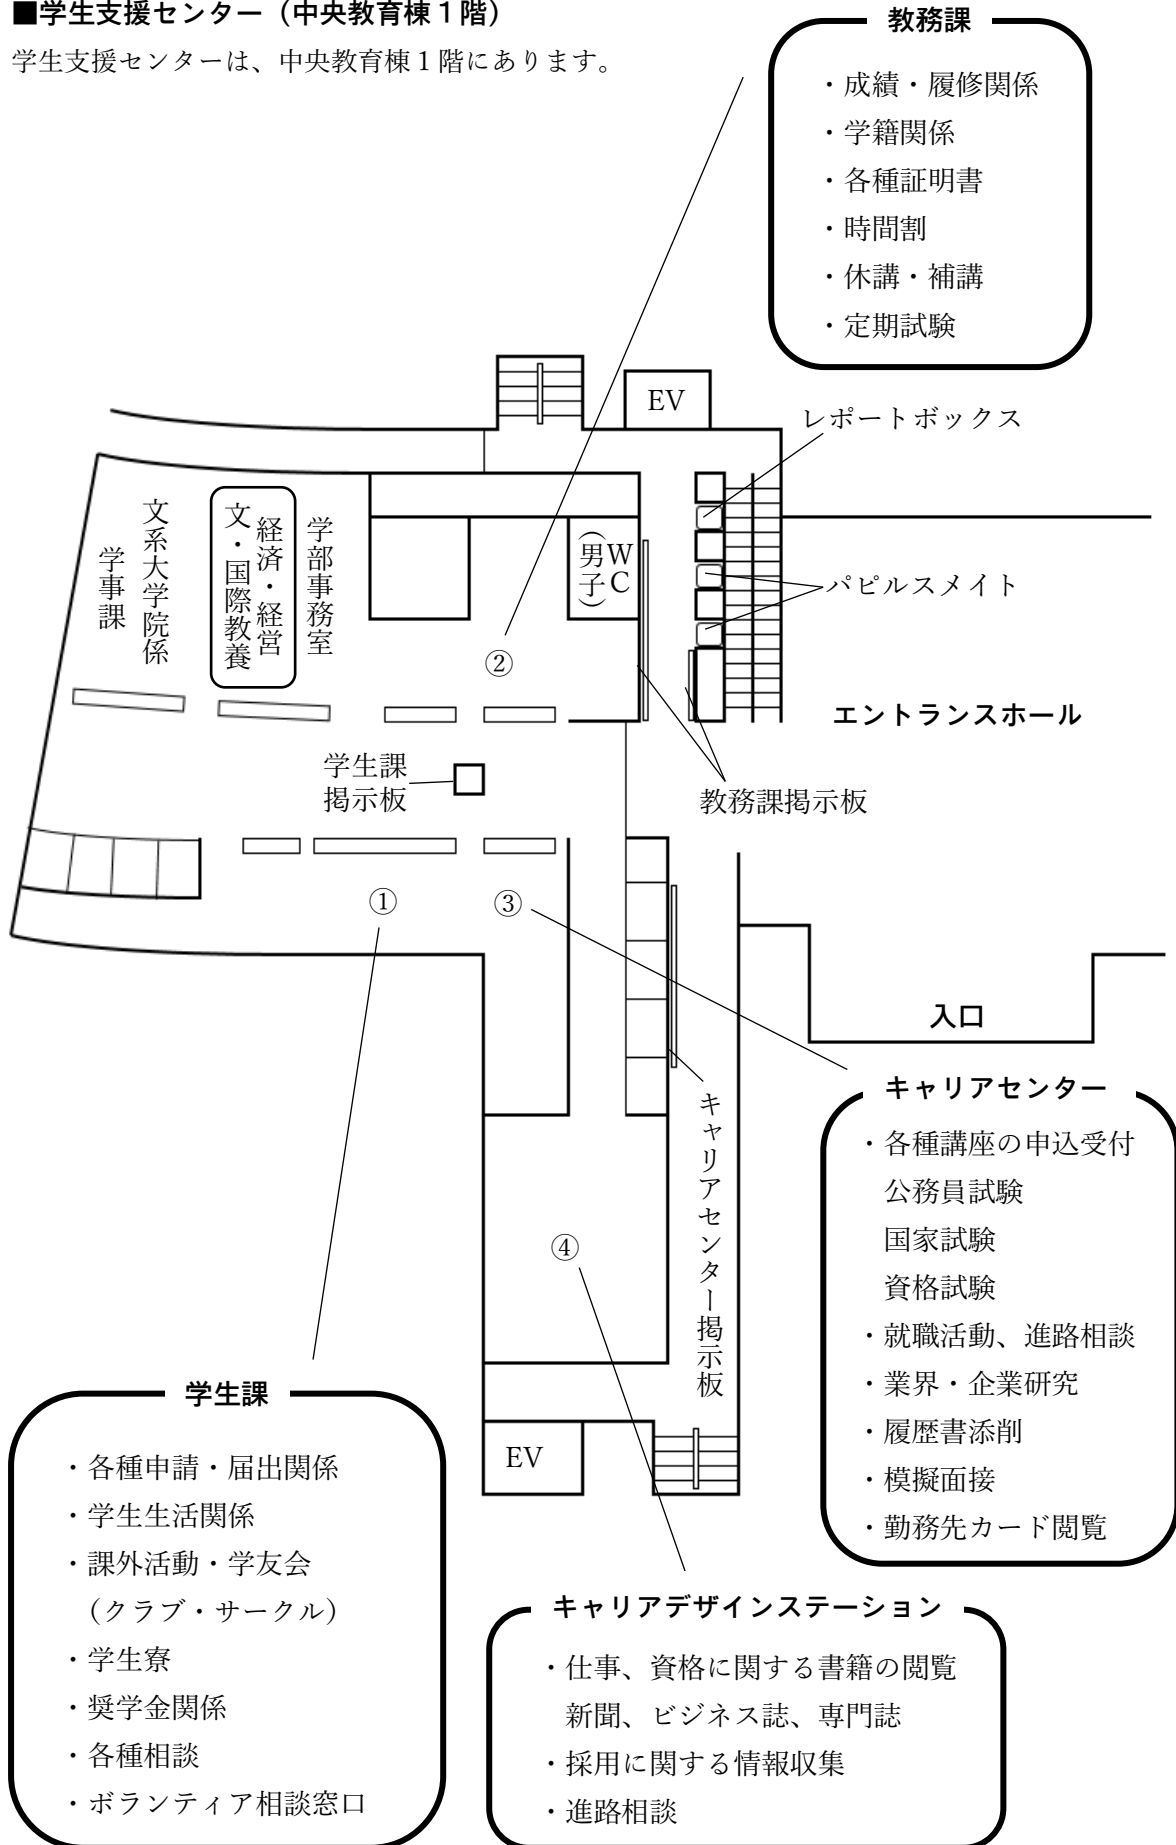 ■学生支援センター（中央教育棟１階）
学生支援センターは、中央教育棟１階にあります。
教務課
・成績・履修関係
・学籍関係
・各種証明書
・時間割
・休講・補講
・定期試験
EV
レポートボックス
パピルスメイト
学部事務室
経済・経営
文・国際教養
文系大学院係
学事課
WC
（男子）
②
エントランスホール
学生課
掲示板
教務課掲示板
①
③
入口
キャリアセンター掲示板
キャリアセンター
・各種講座の申込受付
公務員試験
国家試験
資格試験
・就職活動、進路相談
・業界・企業研究
・履歴書添削
・模擬面接
・勤務先カード閲覧
④
EV
学生課
・各種申請・届出関係
・学生生活関係
・課外活動・学友会
（クラブ・サークル）
・学生寮
・奨学金関係
・各種相談
・ボランティア相談窓口
キャリアデザインステーション
・仕事、資格に関する書籍の閲覧
新聞、ビジネス誌、専門誌
・採用に関する情報収集
・進路相談